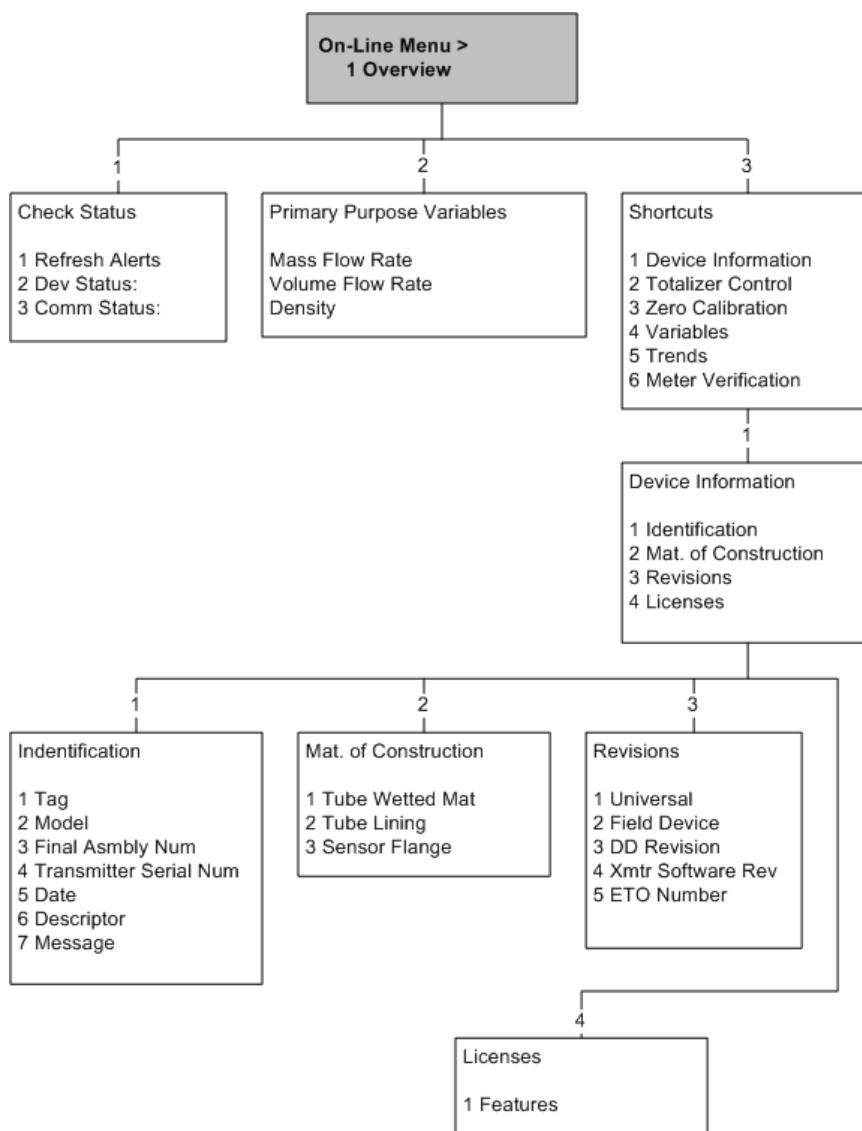 On-Line Menu >
1 Overview
1
2
3
Check Status
1 Refresh Alerts
2 Dev Status:
3 Comm Status:
Primary Purpose Variables
Mass Flow Rate
Volume Flow Rate
Density
Shortcuts
1 Device Information
2 Totalizer Control
3 Zero Calibration
4 Variables
5 Trends
6 Meter Verification
1
Device Information
1 Identification
2 Mat. of Construction
3 Revisions
4 Licenses
1
2
3
Indentification
1 Tag
2 Model
3 Final Asmbly Num
4 Transmitter Serial Num
5 Date
6 Descriptor
7 Message
Mat. of Construction
1 Tube Wetted Mat
2 Tube Lining
3 Sensor Flange
Revisions
1 Universal
2 Field Device
3 DD Revision
4 Xmtr Software Rev
5 ETO Number
4
Licenses
1 Features